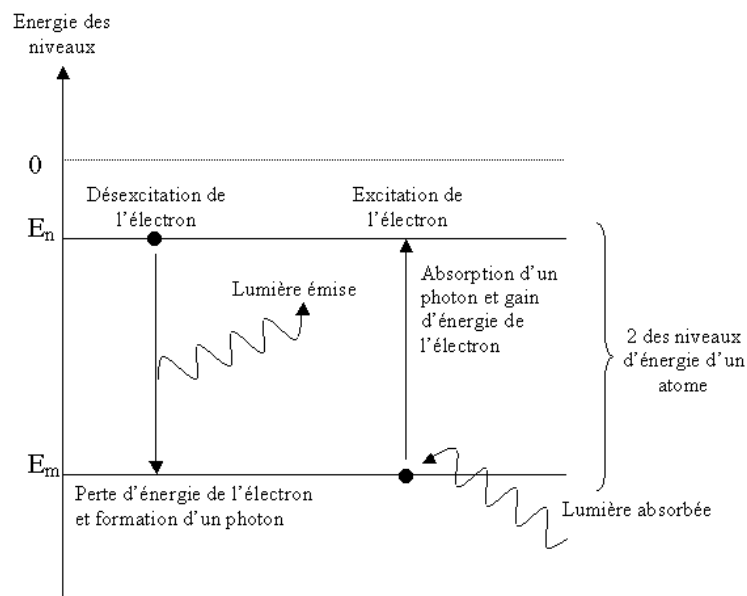 Energie des
niveaux
0
Désexcitation de
l'électron
Excitation de
l'électron
En
Lumière émise
Absorption d'un
photon et gain
d'énergie de
l'électron
2 des niveaux
d'énergie d'un
atome
Em
Perte d'énergie de l'électron
et formation d'un photon
Lumière absorbée